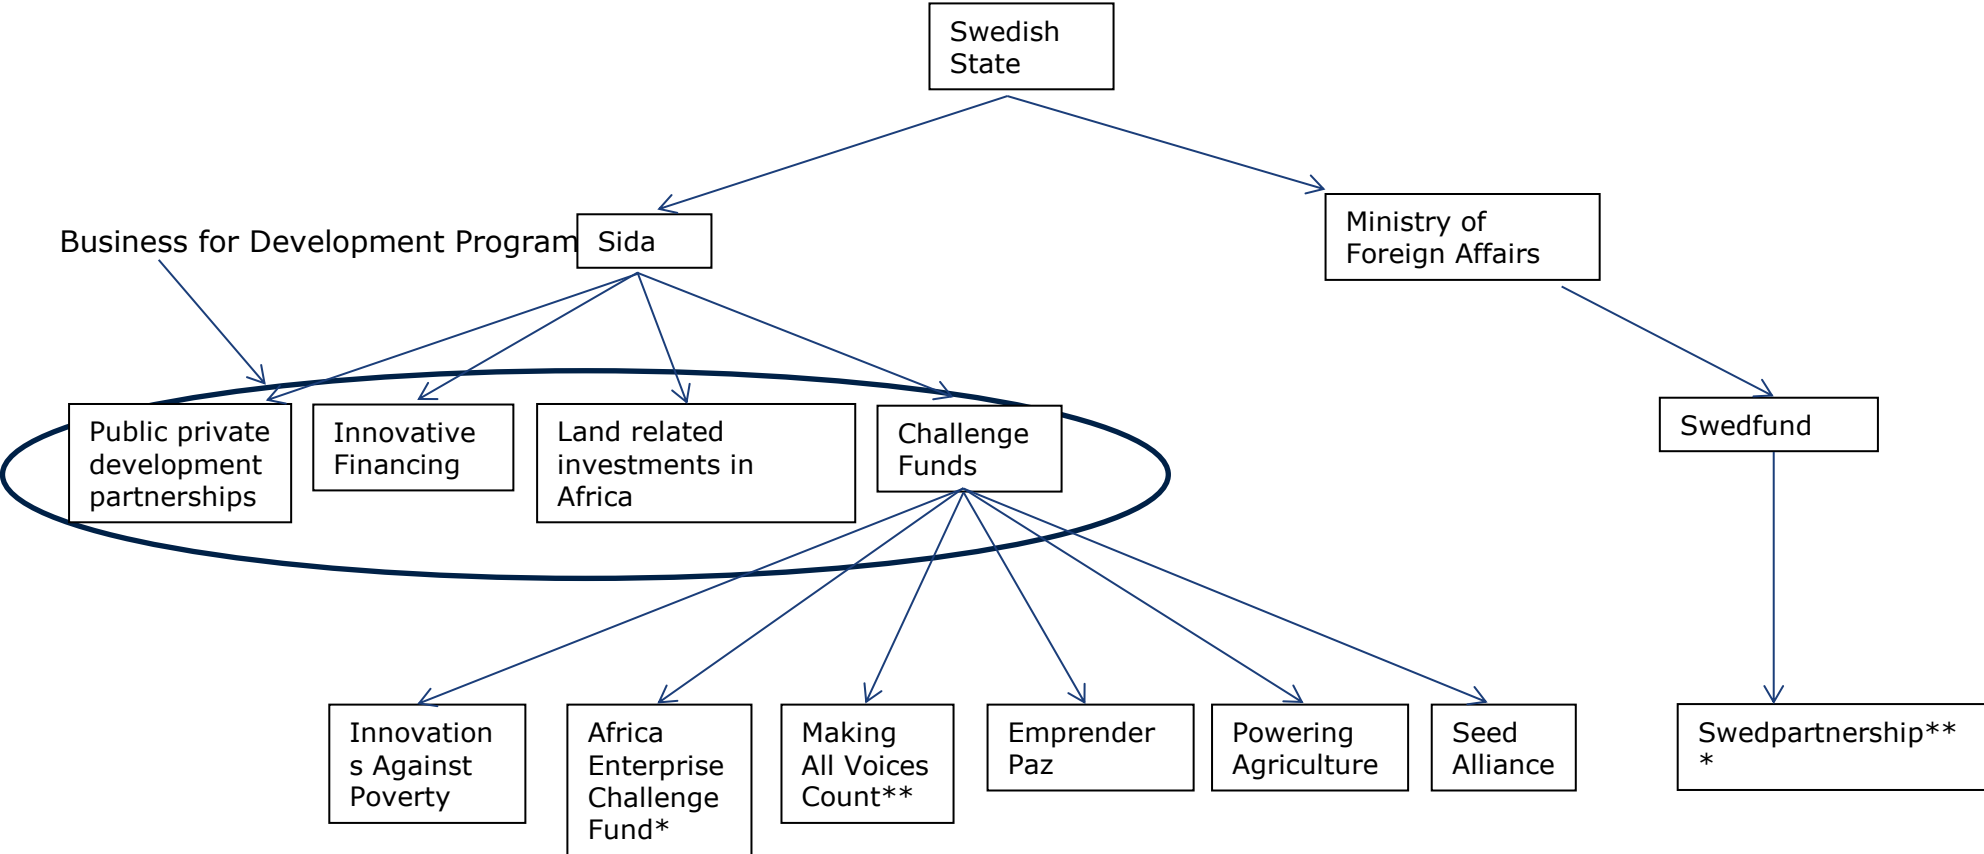 Swedish
State
Business for Development Program
Sida
Ministry of
Foreign Affairs
Public private
development
partnerships
Innovative
Financing
Land related
investments in
Africa
Challenge
Funds
Swedfund
Innovation
s Against
Poverty
Africa
Enterprise
Challenge
Fund*
Making
All Voices
Count**
Emprender
Paz
Powering
Agriculture
Seed
Alliance
Swedpartnership**
*